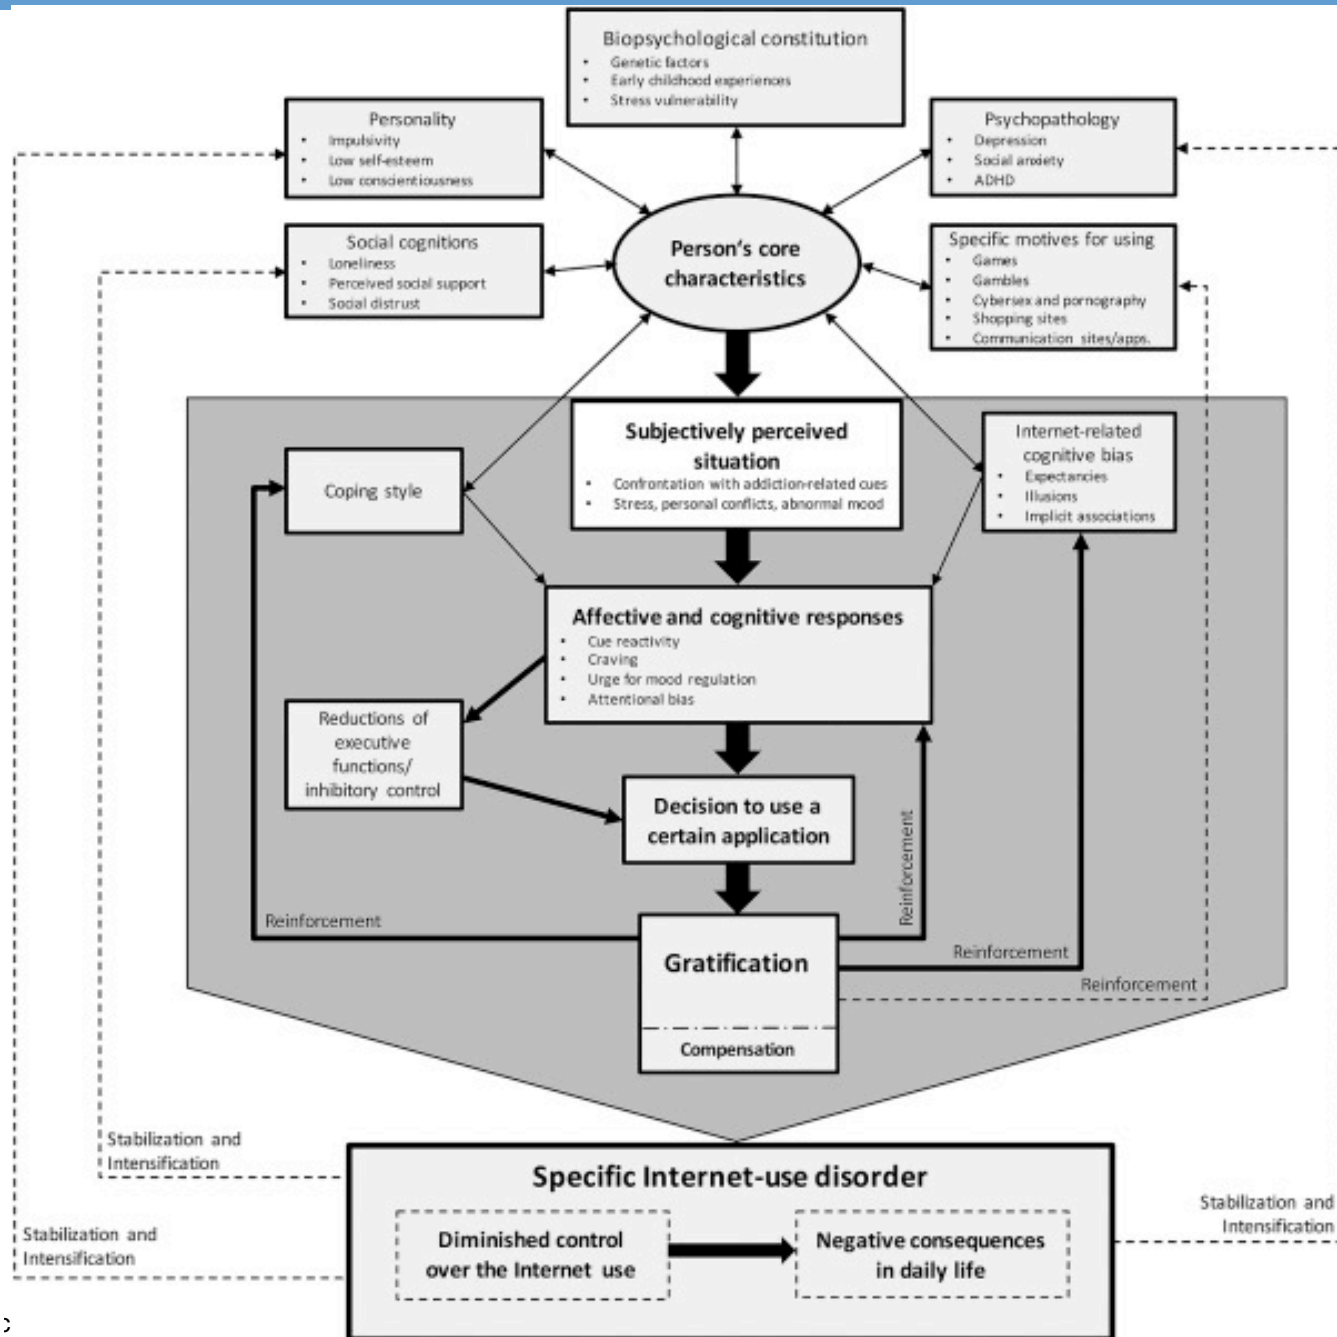 Biopsychological constitution
• Genetic factors
• Early childhood experiences
• Stress vulnerability
Personality
• Impulsivity
• Low self-esteem
• Low conscientiousness
Psychopathology
• Depression
• Social anxiety
• ADHD
Social cognitions
• Loneliness
• Perceived social support
• Social distrust
Person's core
characteristics
Specific motives for using
• Games
• Gambles
• Cybersex and pornography
• Shopping sites
• Communication sites/apps.
Subjectively perceived
situation
• Confrontation with addiction-related cues
• Stress, personal conflicts, abnormal mood
Coping style
Internet-related
cognitive bias
• Expectancies
• Illusions
• Implicit associations
Affective and cognitive responses
• Cue reactivity
• Craving
• Urge for mood regulation
• Attentional bias
Reductions of
executive
functions/
inhibitory control
Decision to use a
certain application
Reinforcement
Reinforcement
Gratification
Reinforcement
Reinforcement
Compensation
Stabilization and
Intensification
Specific Internet-use disorder
Stabilization and
Intensification
Stabilization and
Intensification
Diminished control
over the Internet use
Negative consequences
in daily life